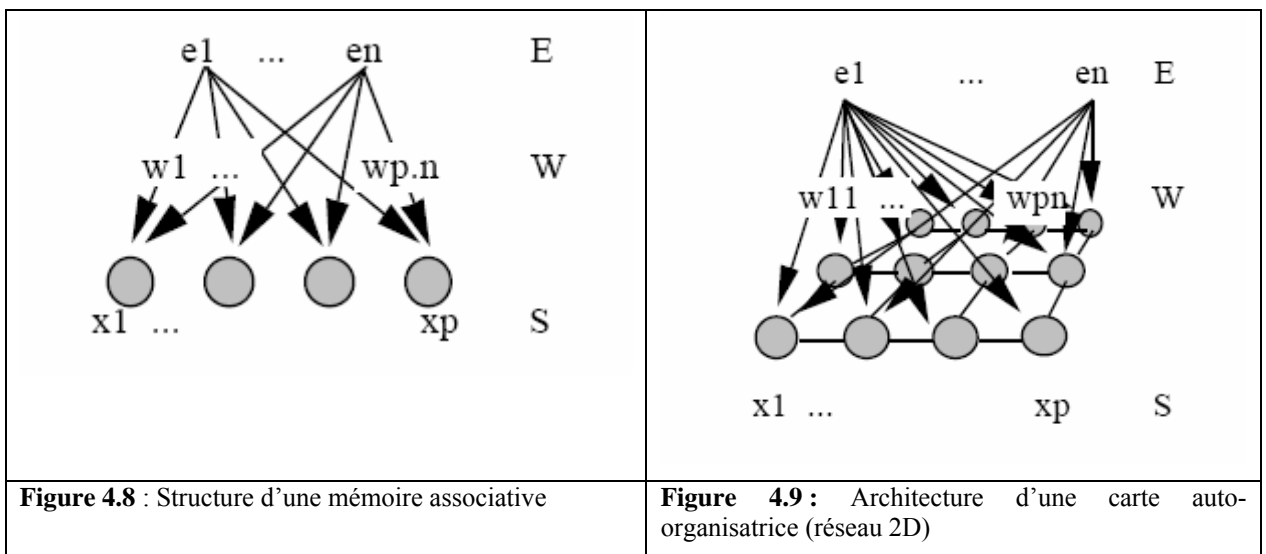 e1 ... en E
w1 ... wp.n W
x1 ... xp S
Figure 4.8 : Structure d’une mémoire associative
e1 ... en E
w11 ... wpn W
x1 ... xp S
Figure 4.9 : Architecture d’une carte auto-
organisatrice (réseau 2D)